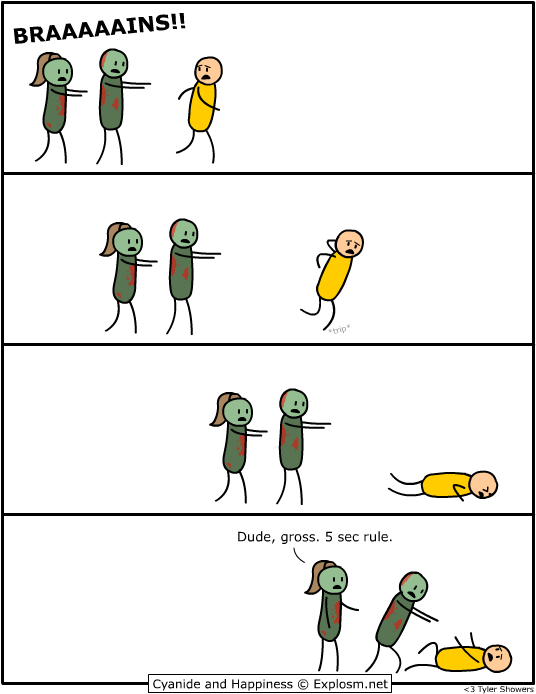 BRAAAAAINS!!
*trip*
Dude, gross. 5 sec rule.
Cyanide and Happiness © Explosm.net
<3 Tyler Showers